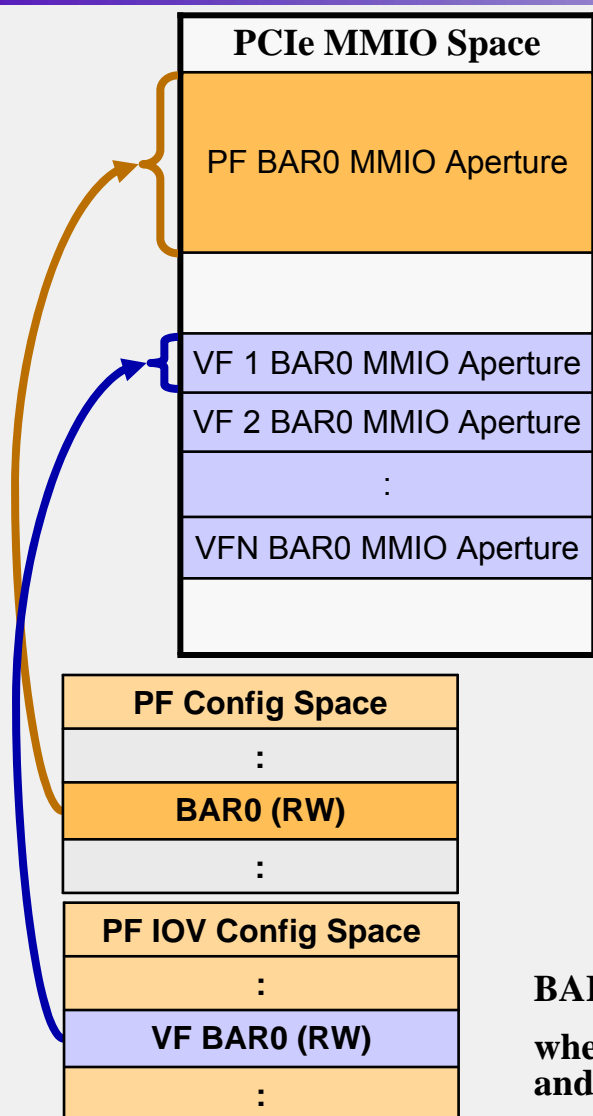 PCIe MMIO Space
PF BAR0 MMIO Aperture
VF 1 BAR0 MMIO Aperture
VF 2 BAR0 MMIO Aperture
:
VFN BAR0 MMIO Aperture
PF Config Space
:
BAR0 (RW)
:
PF IOV Config Space
:
VF BAR0 (RW)
:
and